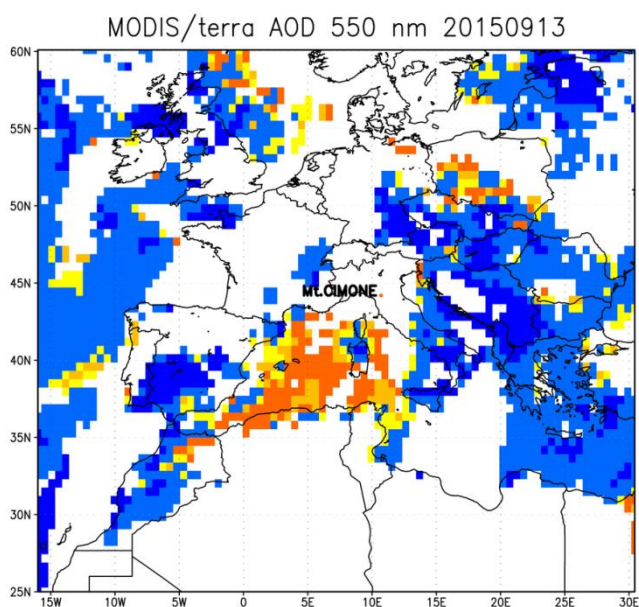 MODIS/terra AOD 550 nm 20150913
60N
55N
50N
45N
Mt.CIMONE
40N
35N
30N
25N
15W 10W 5W 0 5E 10E 15E 20E 25E 30E